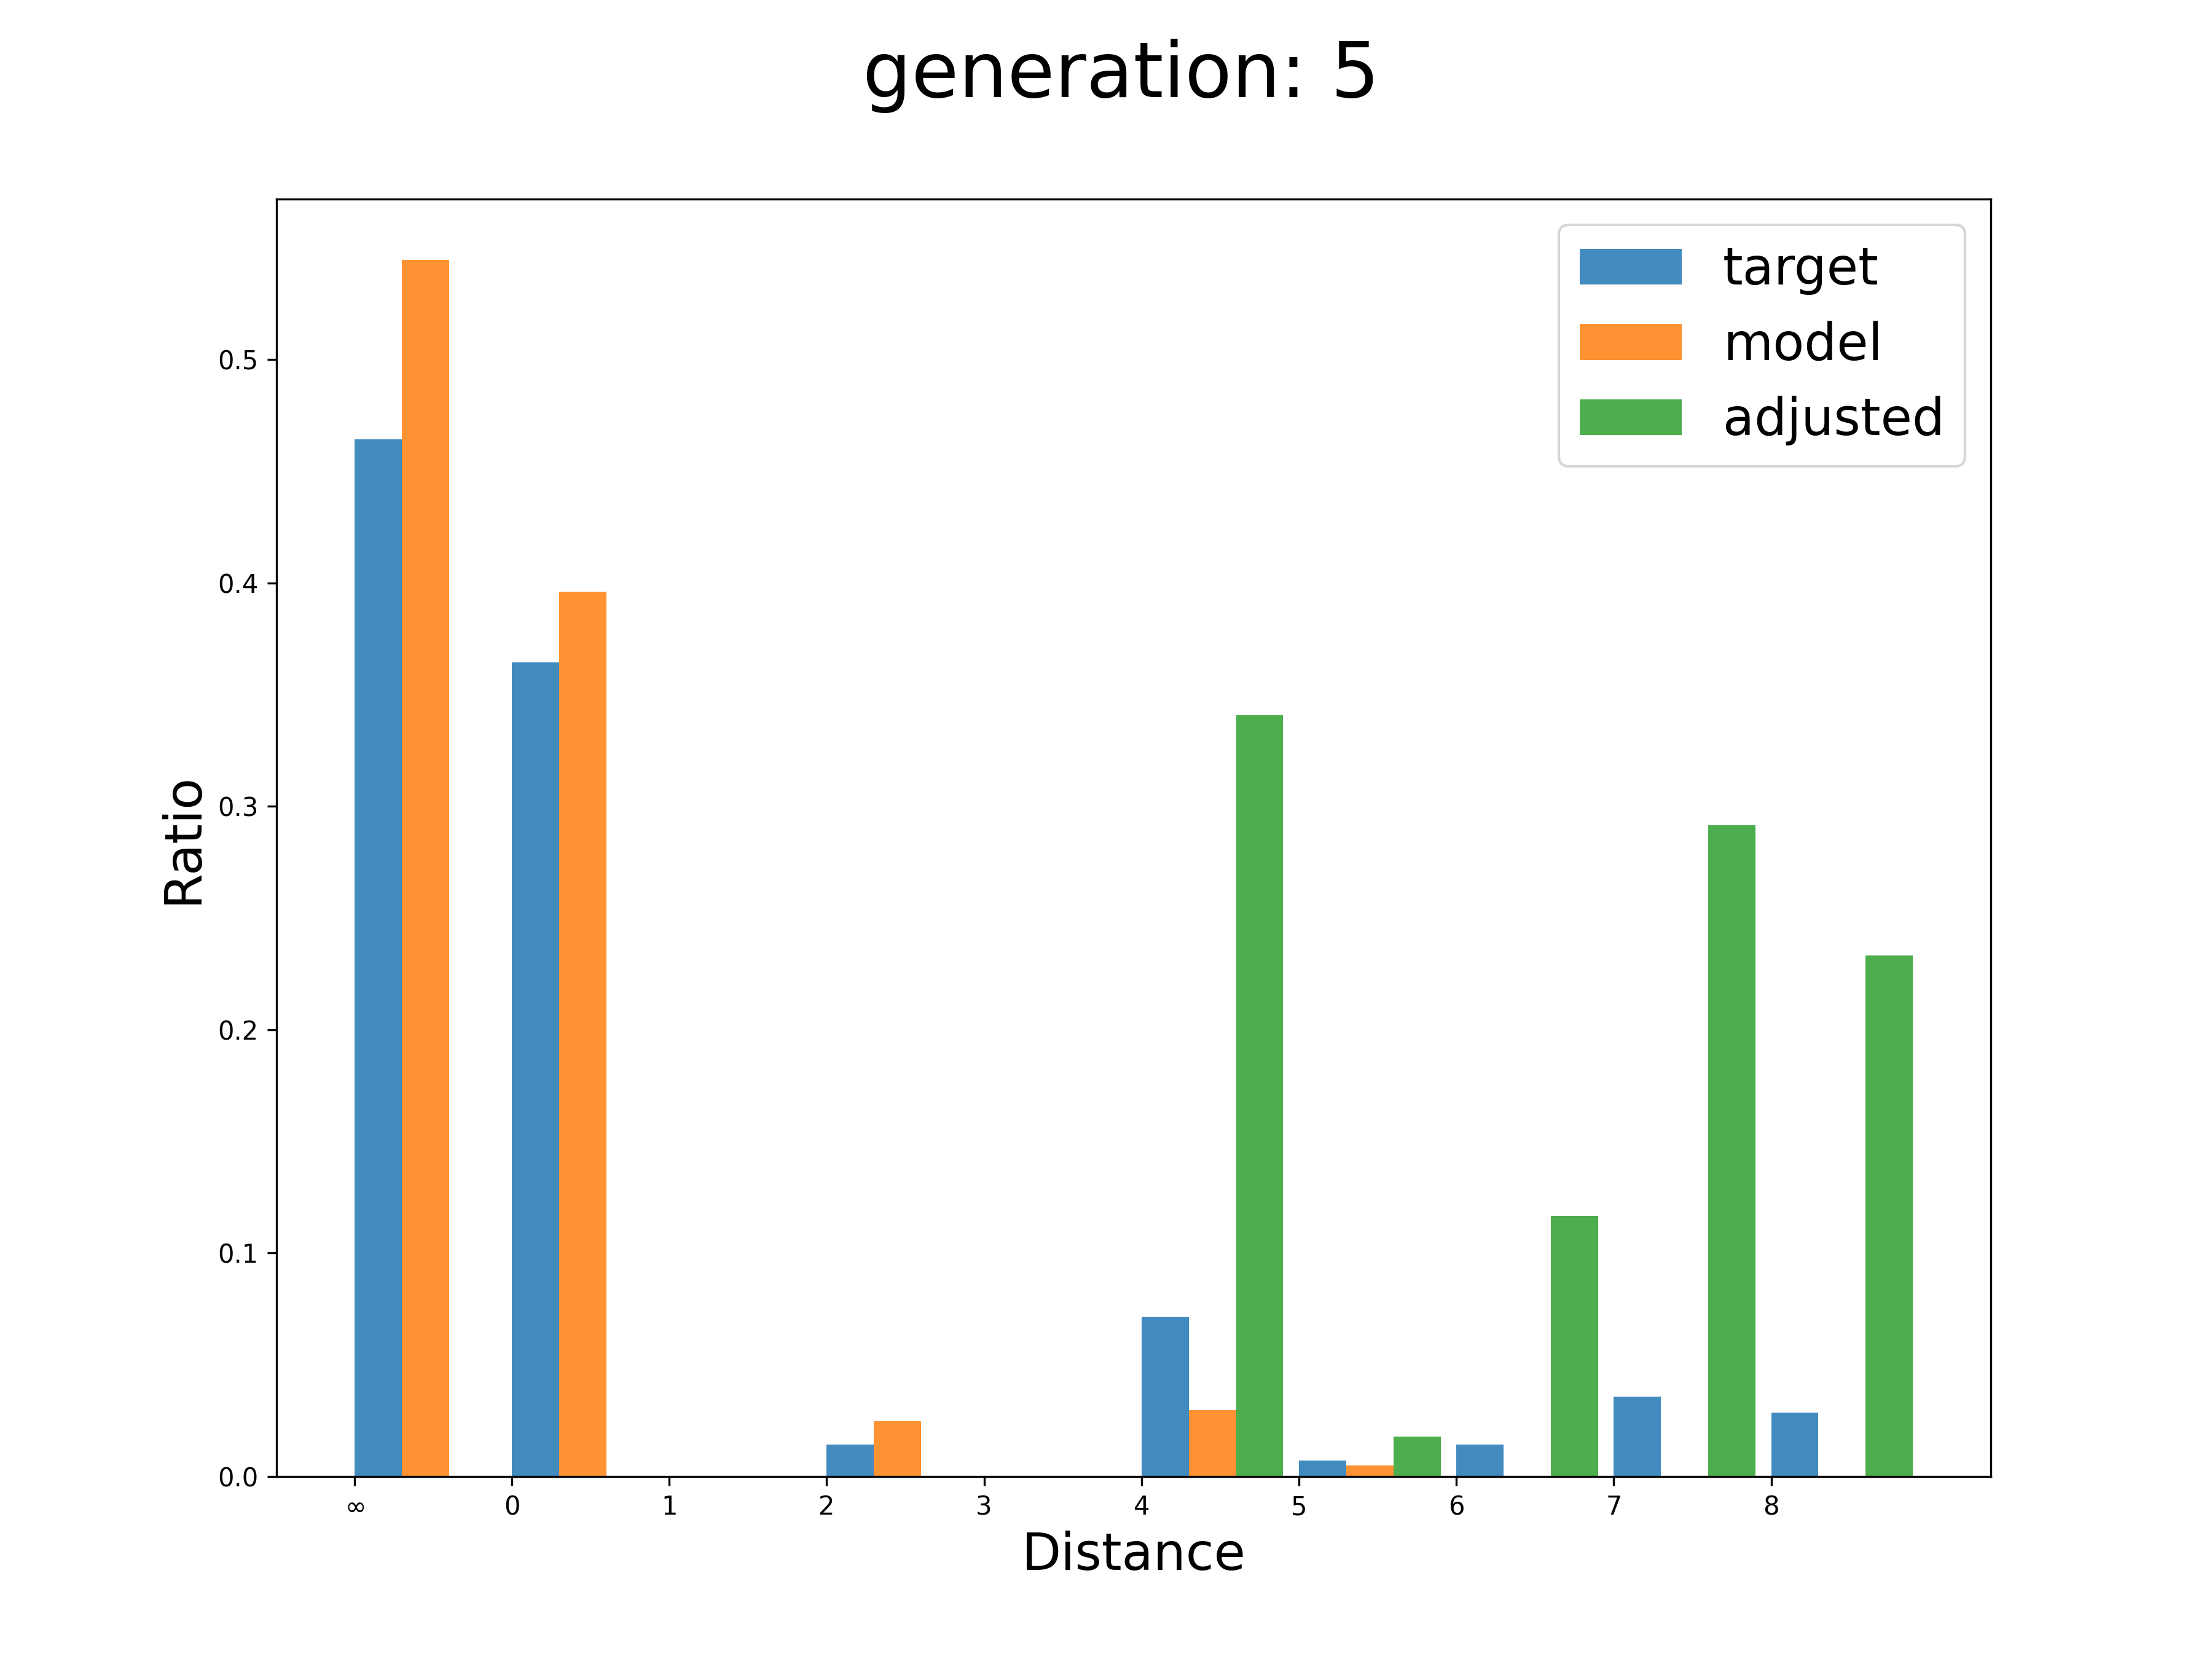 generation: 5
target
model
adjusted
Ratio
0.5
0.4
0.3
0.2
0.1
0.0
∞ 0 1 2 3 4 5 6 7 8
Distance